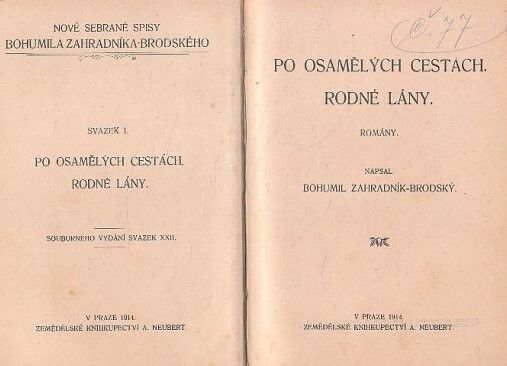 NOVÉ SEBRANÉ SPISY
BOHUMILA ZAHRADNÍKA-BRODSKÉHO
SVAZEK I.
PO OSAMĚLÝCH CESTÁCH.
RODNÉ LÁNY.
SOUBORNÉHO VYDÁNÍ SVAZEK XXII.
V PRAZE 1914.
ZEMĚDĚLSKÉ KNIHKUPECTVÍ A. NEUBERT.
Č. 77
PO OSAMĚLÝCH CESTÁCH.
RODNÉ LÁNY.
ROMÁNY.
NAPSAL
BOHUMIL ZAHRADNÍK-BRODSKÝ.
V PRAZE 1914
ZEMĚDĚLSKÉ KNIHKUPECTVÍ A. NEUBERT